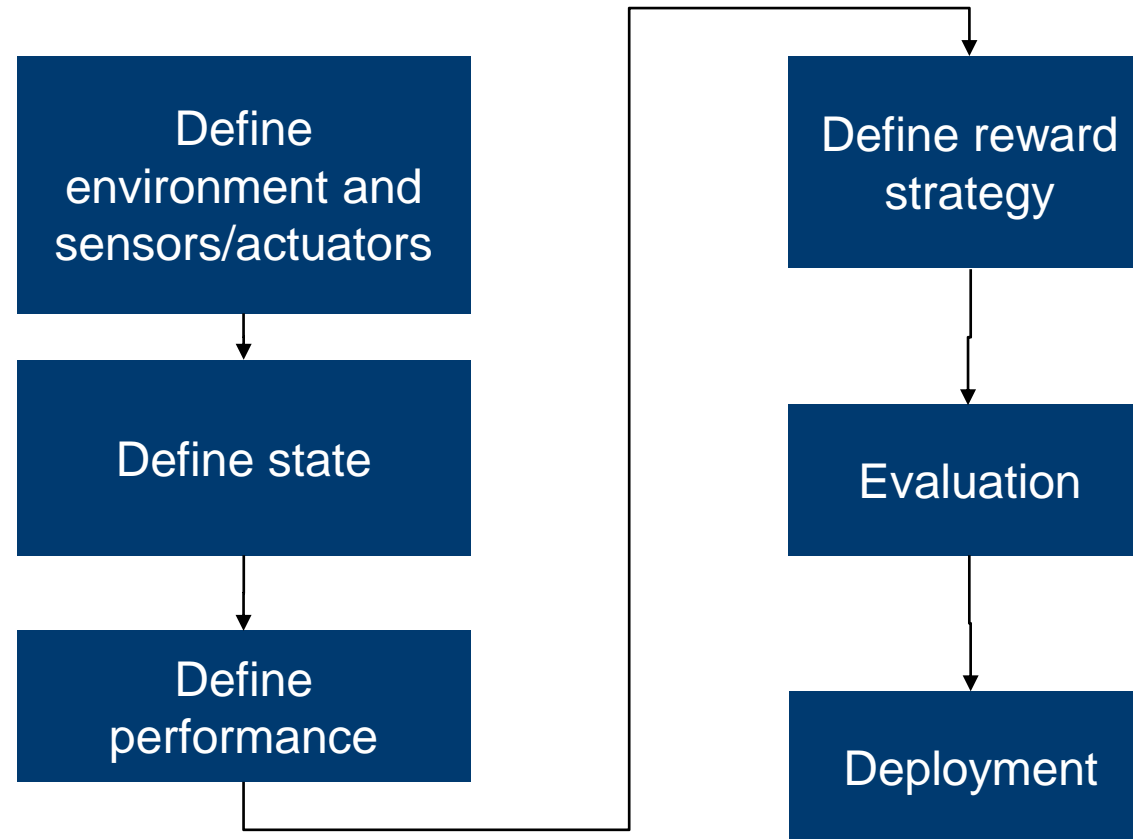 Define
environment and
sensors/actuators
Define state
Define
performance
Define reward
strategy
Evaluation
Deployment